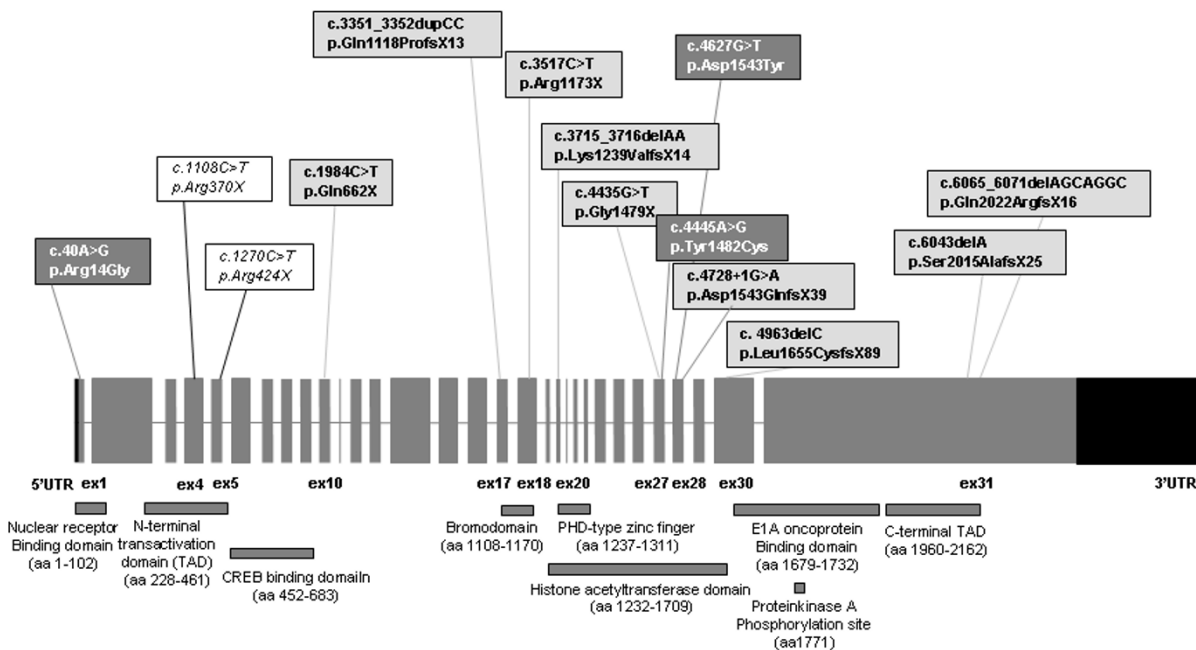 c.3351_3352dupCC
p.Gln1118ProfsX13
c.3517C>T
p.Arg1173X
c.4627G>T
p.Asp1543Tyr
c.3715_3716delAA
p.Lys1239ValfsX14
c.1108C>T
p.Arg370X
c.1984C>T
p.Gln662X
c.4435G>T
p.Gly1479X
c.6065_6071delAGCAGGC
p.Gln2022ArgfsX16
c.40A>G
p.Arg14Gly
c.1270C>T
p.Arg424X
c.4445A>G
p.Tyr1482Cys
c.6043delA
p.Ser2015AlafsX25
c.4728+1G>A
p.Asp1543GlnfsX39
c. 4963delC
p.Leu1655CysfsX89
5'UTR ex1 ex4 ex5 ex10 ex17 ex18 ex20 ex27 ex28 ex30 ex31 3'UTR
Nuclear receptor
Binding domain
(aa 1-102)
N-terminal
transactivation
domain (TAD)
(aa 228-461)
CREB binding domailn
(aa 452-683)
Bromodomain
(aa 1108-1170)
PHD-type zinc finger
(aa 1237-1311)
Histone acetyltransferase domain
(aa 1232-1709)
E1A oncoprotein
Binding domain
(aa 1679-1732)
C-terminal TAD
(aa 1960-2162)
Proteinkinase A
Phosphorylation site
(aa1771)